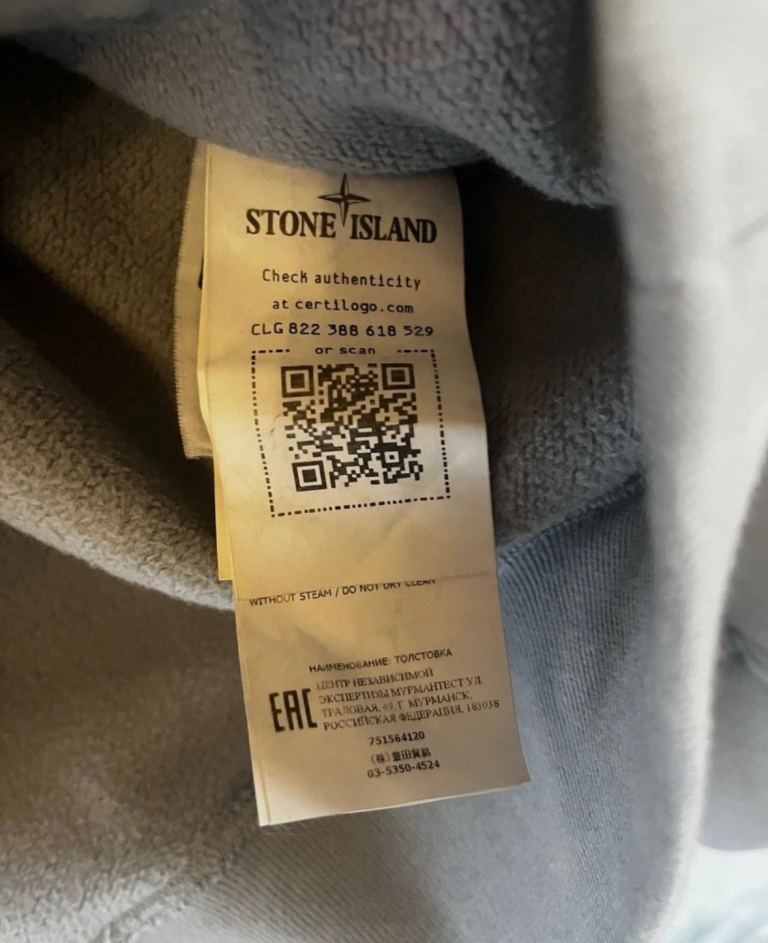 STONE ISLAND
Check authenticity
at certilogo.com
CLG 822 388 618 529
or scan
WITHOUT STEAM / DO NOT DRY CLEAN
НАИМЕНОВАНИЕ: ТОЛСТОВКА
ЦЕНТР НЕЗАВИСИМОЙ
ЭКСПЕРТИЗЫ МУРМАНТЕСТ УЛ.
ТРАЛОВАЯ, 49, Г. МУРМАНСК,
РОССИЙСКАЯ ФЕДЕРАЦИЯ, 183038
EAC
751564120
(株)豊田貿易
03-5350-4524